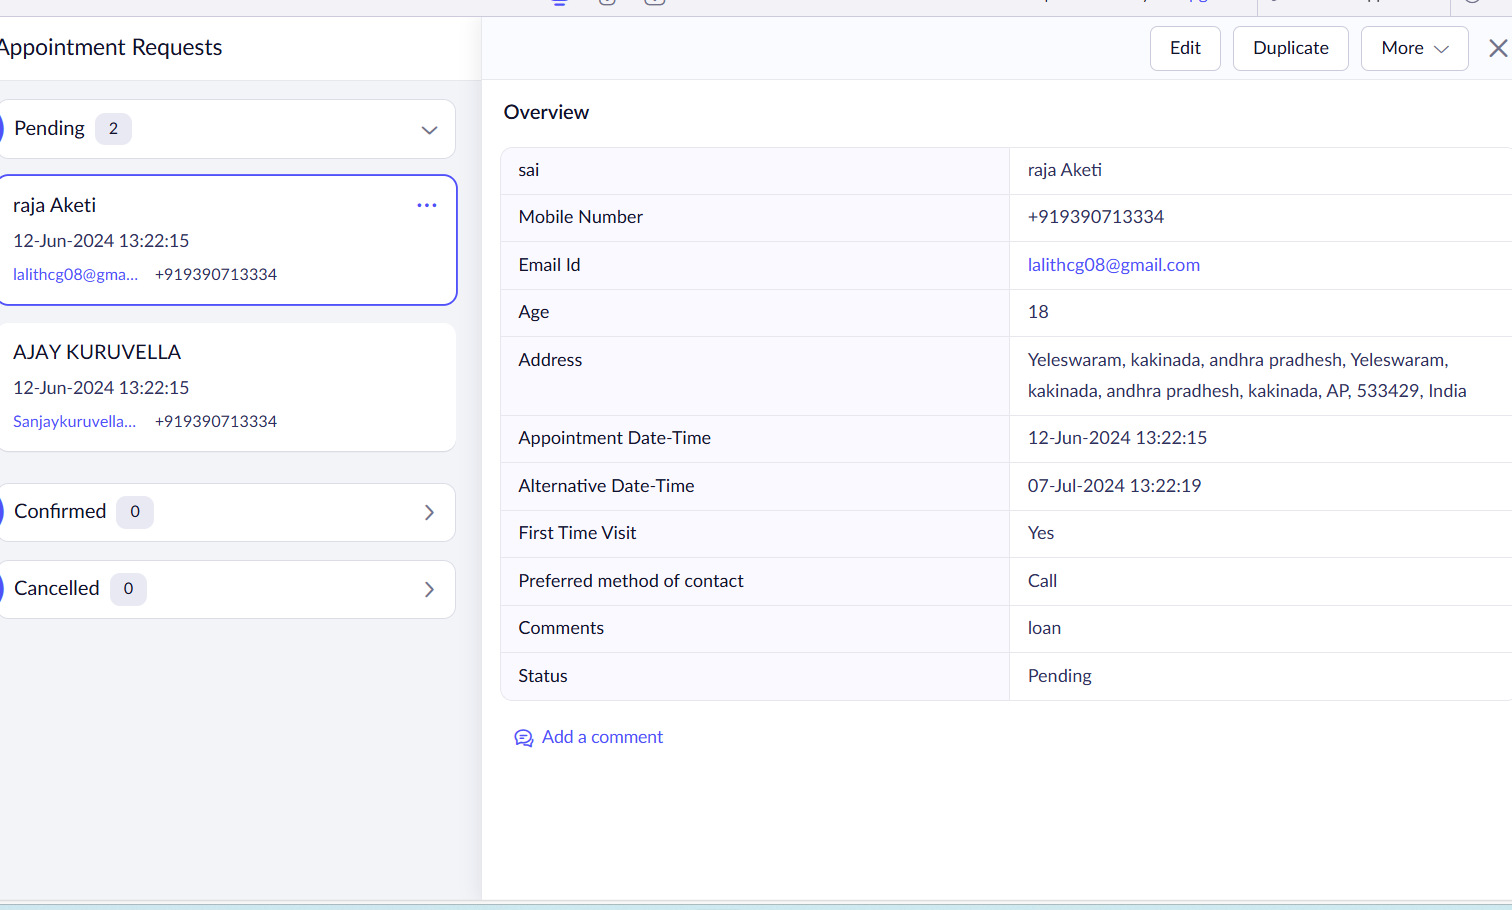 Appointment Requests
Edit
Duplicate
More
Pending 2
raja Aketi
12-Jun-2024 13:22:15
lalithcg08@gma... +919390713334
AJAY KURUVELLA
12-Jun-2024 13:22:15
Sanjaykuruvella... +919390713334
Confirmed 0
Cancelled 0
Overview
sai raja Aketi
Mobile Number +919390713334
Email Id lalithcg08@gmail.com
Age 18
Address Yeleswaram, kakinada, andhra pradhesh, Yeleswaram,
kakinada, andhra pradhesh, kakinada, AP, 533429, India
Appointment Date-Time 12-Jun-2024 13:22:15
Alternative Date-Time 07-Jul-2024 13:22:19
First Time Visit Yes
Preferred method of contact Call
Comments loan
Status Pending
Add a comment